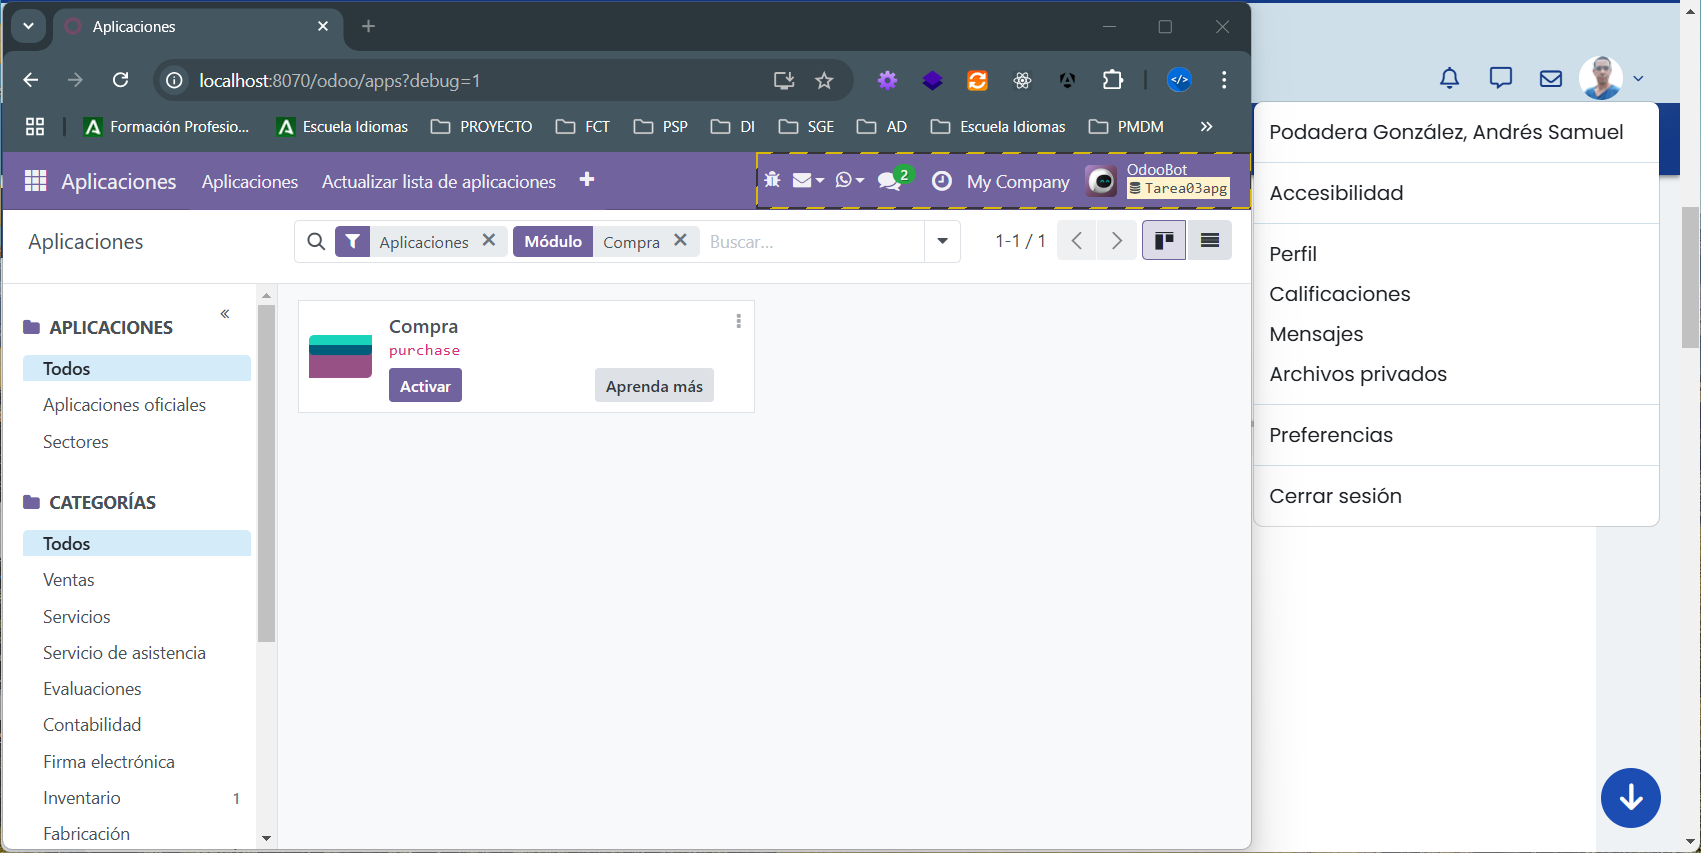 Aplicaciones
localhost:8070/odoo/apps?debug=1
Formación Profesio...
Escuela Idiomas
PROYECTO
FCT
PSP
DI
SGE
AD
Escuela Idiomas
PMDM
Aplicaciones
Aplicaciones
Actualizar lista de aplicaciones
2
My Company
OdooBot
Tarea03apg
Aplicaciones
Aplicaciones
Módulo
Compra
Buscar...
1-1 / 1
APLICACIONES
Todos
Aplicaciones oficiales
Sectores
CATEGORÍAS
Todos
Ventas
Servicios
Servicio de asistencia
Evaluaciones
Contabilidad
Firma electrónica
Inventario 1
Fabricación
Compra
purchase
Activar
Aprenda más
Podadera González, Andrés Samuel
Accesibilidad
Perfil
Calificaciones
Mensajes
Archivos privados
Preferencias
Cerrar sesión